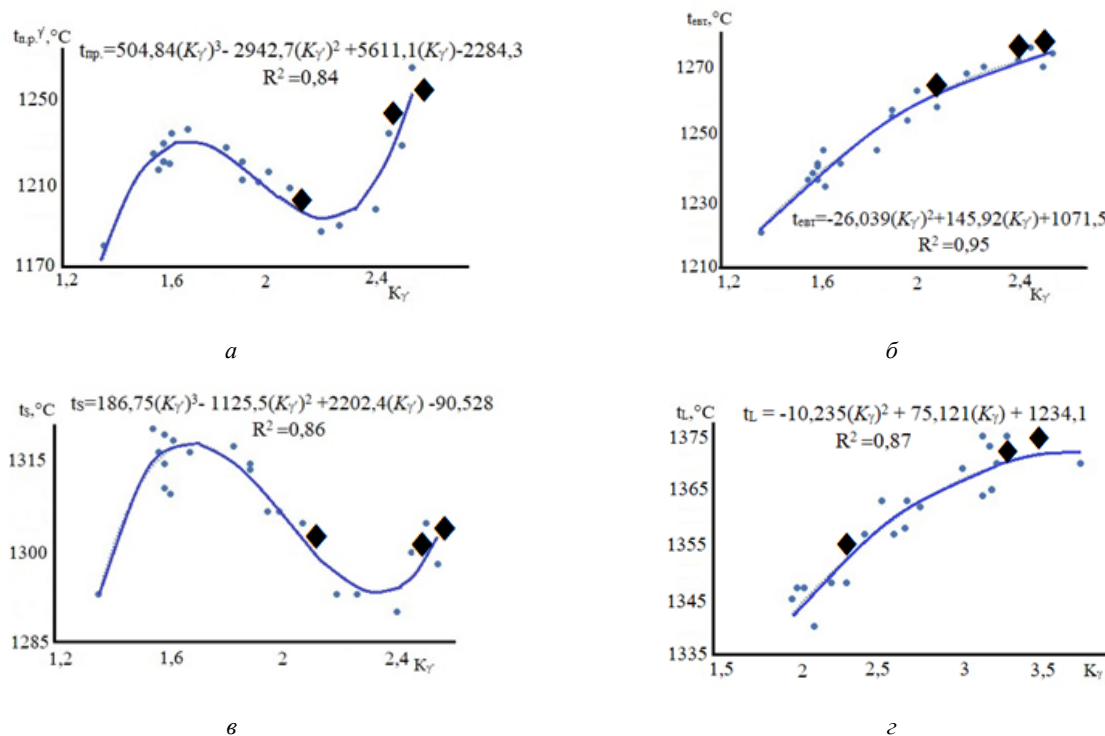 t п.р.γ', °C
tпр.=504,84(Kγ')³- 2942,7(Kγ')² +5611,1(Kγ')-2284,3
R² =0,84
1250
1210
1170
1,2 1,6 2 2,4
Kγ'
а
tевт.,°C
1270
1250
1230
tевт=-26,039(Kγ')²+145,92(Kγ')+1071,5
R² =0,95
1210
1,2 1,6 2 2,4
Kγ'
б
tS,°C
tS=186,75(Kγ')³- 1125,5(Kγ')² +2202,4(Kγ') -90,528
R² =0,86
1315
1300
1285
1,2 1,6 2 2,4 Kγ'
в
tL,°C
tL = -10,235(Kγ)² + 75,121(Kγ) + 1234,1
R² =0,87
1375
1365
1355
1345
1335
1,5 2 2,5 3 3,5 Kγ
г